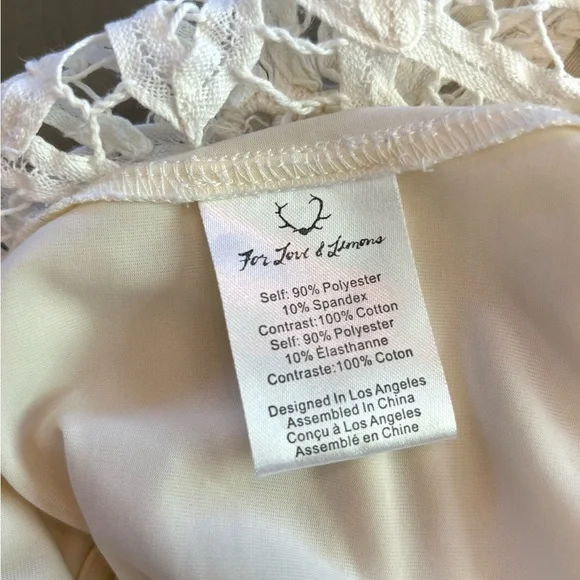 For Love & Lemons
Self: 90% Polyester
10% Spandex
Contrast:100% Cotton
Self: 90% Polyester
10% Élasthanne
Contraste:100% Coton
Designed In Los Angeles
Assembled In China
Conçu à Los Angeles
Assemblé en Chine